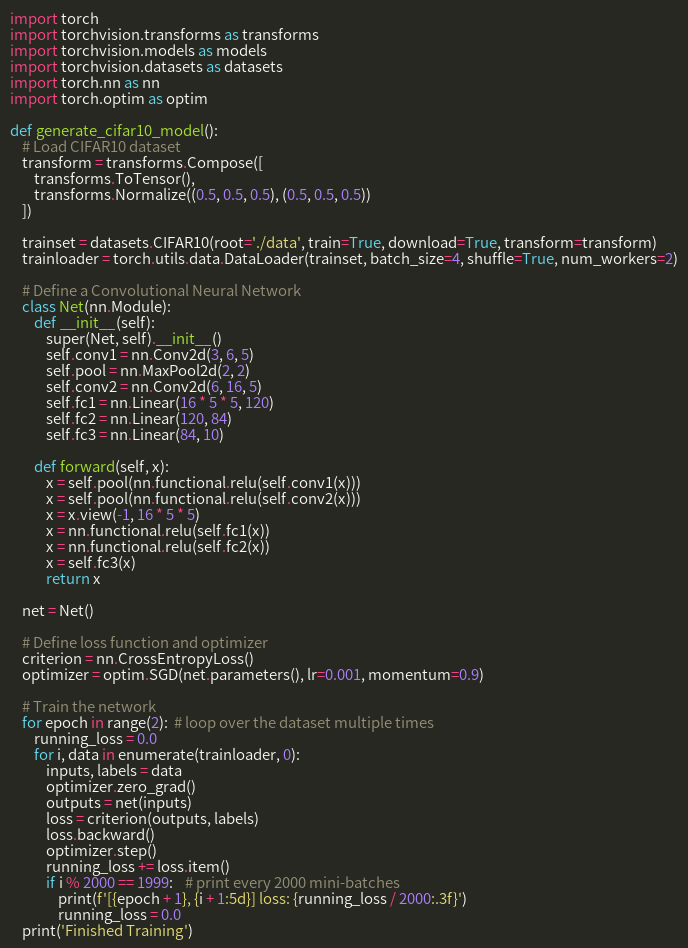 import torch
import torchvision.transforms as transforms
import torchvision.models as models
import torchvision.datasets as datasets
import torch.nn as nn
import torch.optim as optim

def generate_cifar10_model():
    # Load CIFAR10 dataset
    transform = transforms.Compose([
        transforms.ToTensor(),
        transforms.Normalize((0.5, 0.5, 0.5), (0.5, 0.5, 0.5))
    ])

    trainset = datasets.CIFAR10(root='./data', train=True, download=True, transform=transform)
    trainloader = torch.utils.data.DataLoader(trainset, batch_size=4, shuffle=True, num_workers=2)

    # Define a Convolutional Neural Network
    class Net(nn.Module):
        def __init__(self):
            super(Net, self).__init__()
            self.conv1 = nn.Conv2d(3, 6, 5)
            self.pool = nn.MaxPool2d(2, 2)
            self.conv2 = nn.Conv2d(6, 16, 5)
            self.fc1 = nn.Linear(16 * 5 * 5, 120)
            self.fc2 = nn.Linear(120, 84)
            self.fc3 = nn.Linear(84, 10)

        def forward(self, x):
            x = self.pool(nn.functional.relu(self.conv1(x)))
            x = self.pool(nn.functional.relu(self.conv2(x)))
            x = x.view(-1, 16 * 5 * 5)
            x = nn.functional.relu(self.fc1(x))
            x = nn.functional.relu(self.fc2(x))
            x = self.fc3(x)
            return x

    net = Net()

    # Define loss function and optimizer
    criterion = nn.CrossEntropyLoss()
    optimizer = optim.SGD(net.parameters(), lr=0.001, momentum=0.9)

    # Train the network
    for epoch in range(2):  # loop over the dataset multiple times
        running_loss = 0.0
        for i, data in enumerate(trainloader, 0):
            inputs, labels = data
            optimizer.zero_grad()
            outputs = net(inputs)
            loss = criterion(outputs, labels)
            loss.backward()
            optimizer.step()
            running_loss += loss.item()
            if i % 2000 == 1999:    # print every 2000 mini-batches
                print(f'[{epoch + 1}, {i + 1:5d}] loss: {running_loss / 2000:.3f}')
                running_loss = 0.0
    print('Finished Training')